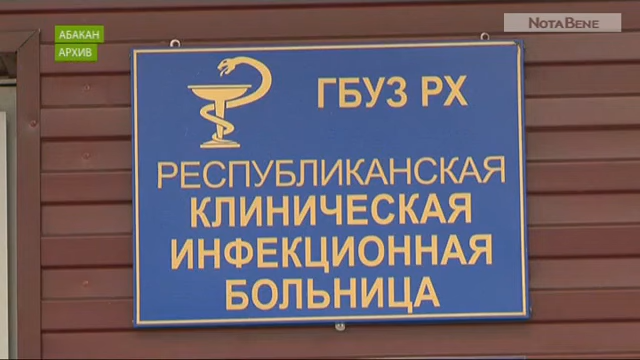 АБАКАН
АРХИВ
NOTABENE
ГБУЗ РХ
РЕСПУБЛИКАНСКАЯ
КЛИНИЧЕСКАЯ
ИНФЕКЦИОННАЯ
БОЛЬНИЦА